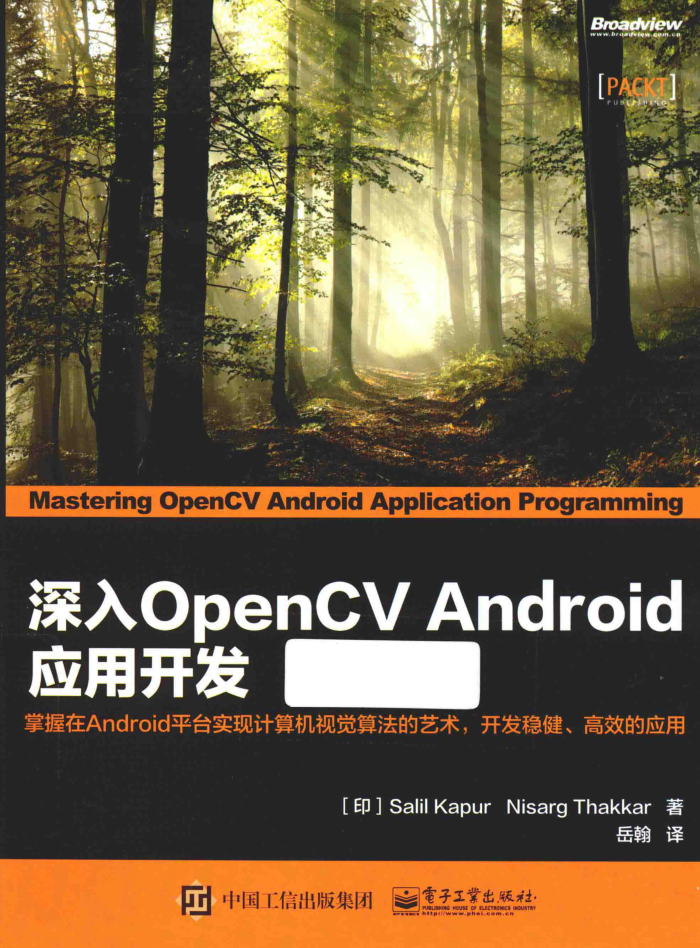 Broadview
www.broadview.com.cn
[PACKT]
PUBLISHING
Mastering OpenCV Android Application Programming
深入OpenCV Android
应用开发
掌握在Android平台实现计算机视觉算法的艺术，开发稳健、高效的应用
[印] Salil Kapur Nisarg Thakkar 著
岳翰 译
中国工信出版集团
電子工業出版社
PUBLISHING HOUSE OF ELECTRONICS INDUSTRY
http://www.phei.com.cn